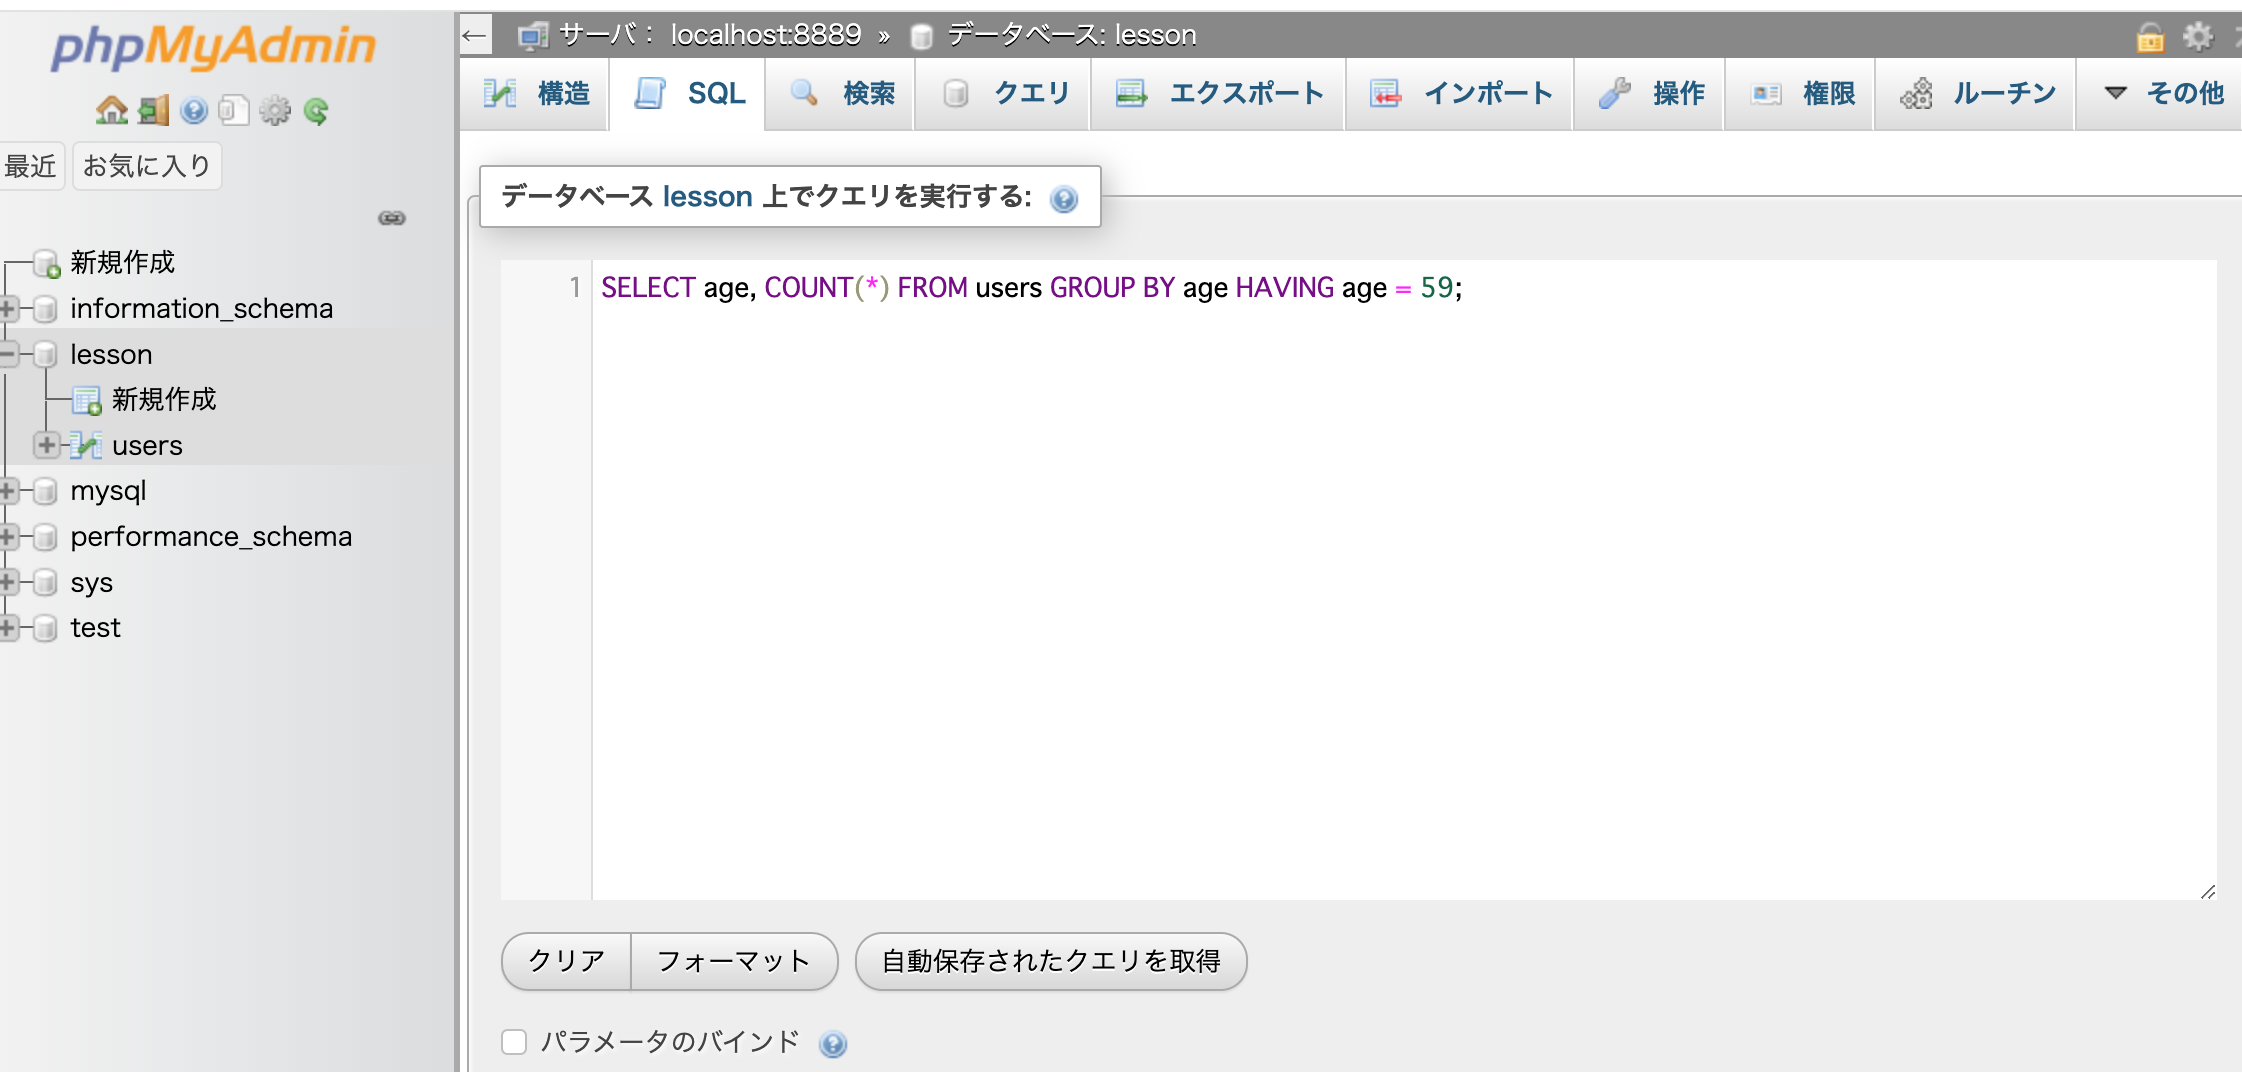 phpMyAdmin
最近 お気に入り
新規作成
information_schema
lesson
新規作成
users
mysql
performance_schema
sys
test
← サーバ： localhost:8889 » データベース: lesson
構造 SQL 検索 クエリ エクスポート インポート 操作 権限 ルーチン その他
データベース lesson 上でクエリを実行する:
1 SELECT age, COUNT(*) FROM users GROUP BY age HAVING age = 59;
クリア フォーマット 自動保存されたクエリを取得
パラメータのバインド